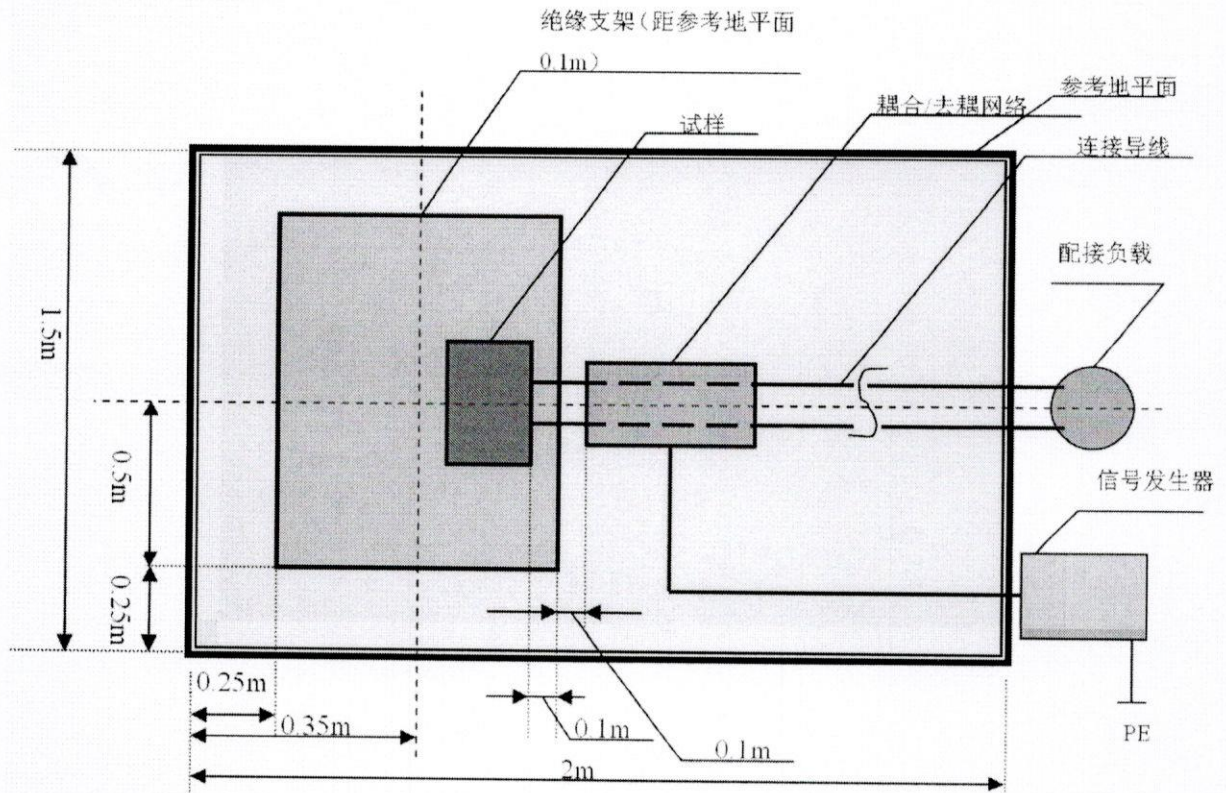 绝缘支架(距参考地平面
0.1m)
参考地平面
耦合/去耦网络
试样
连接导线
配接负载
1.5m
0.5m
信号发生器
0.25m
0.25m
0.35m
0.1m
0.1m
PE
2m